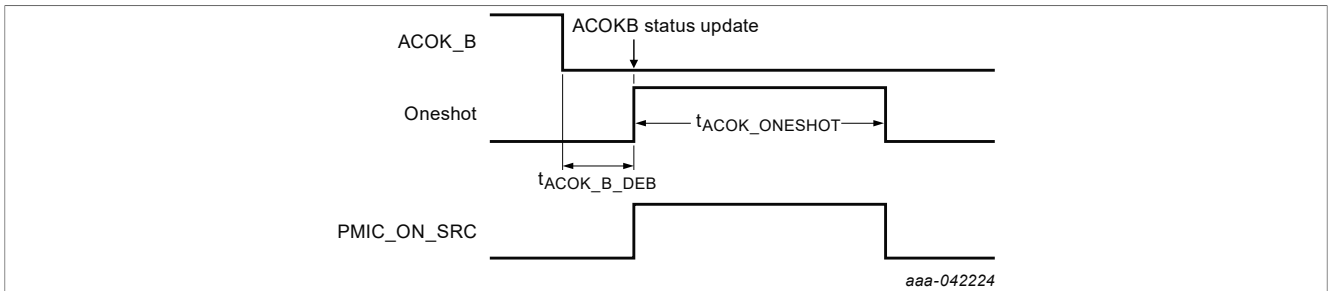 ACOKB status update
ACOK_B
Oneshot
tACOK_ONESHOT
tACOK_B_DEB
PMIC_ON_SRC
aaa-042224